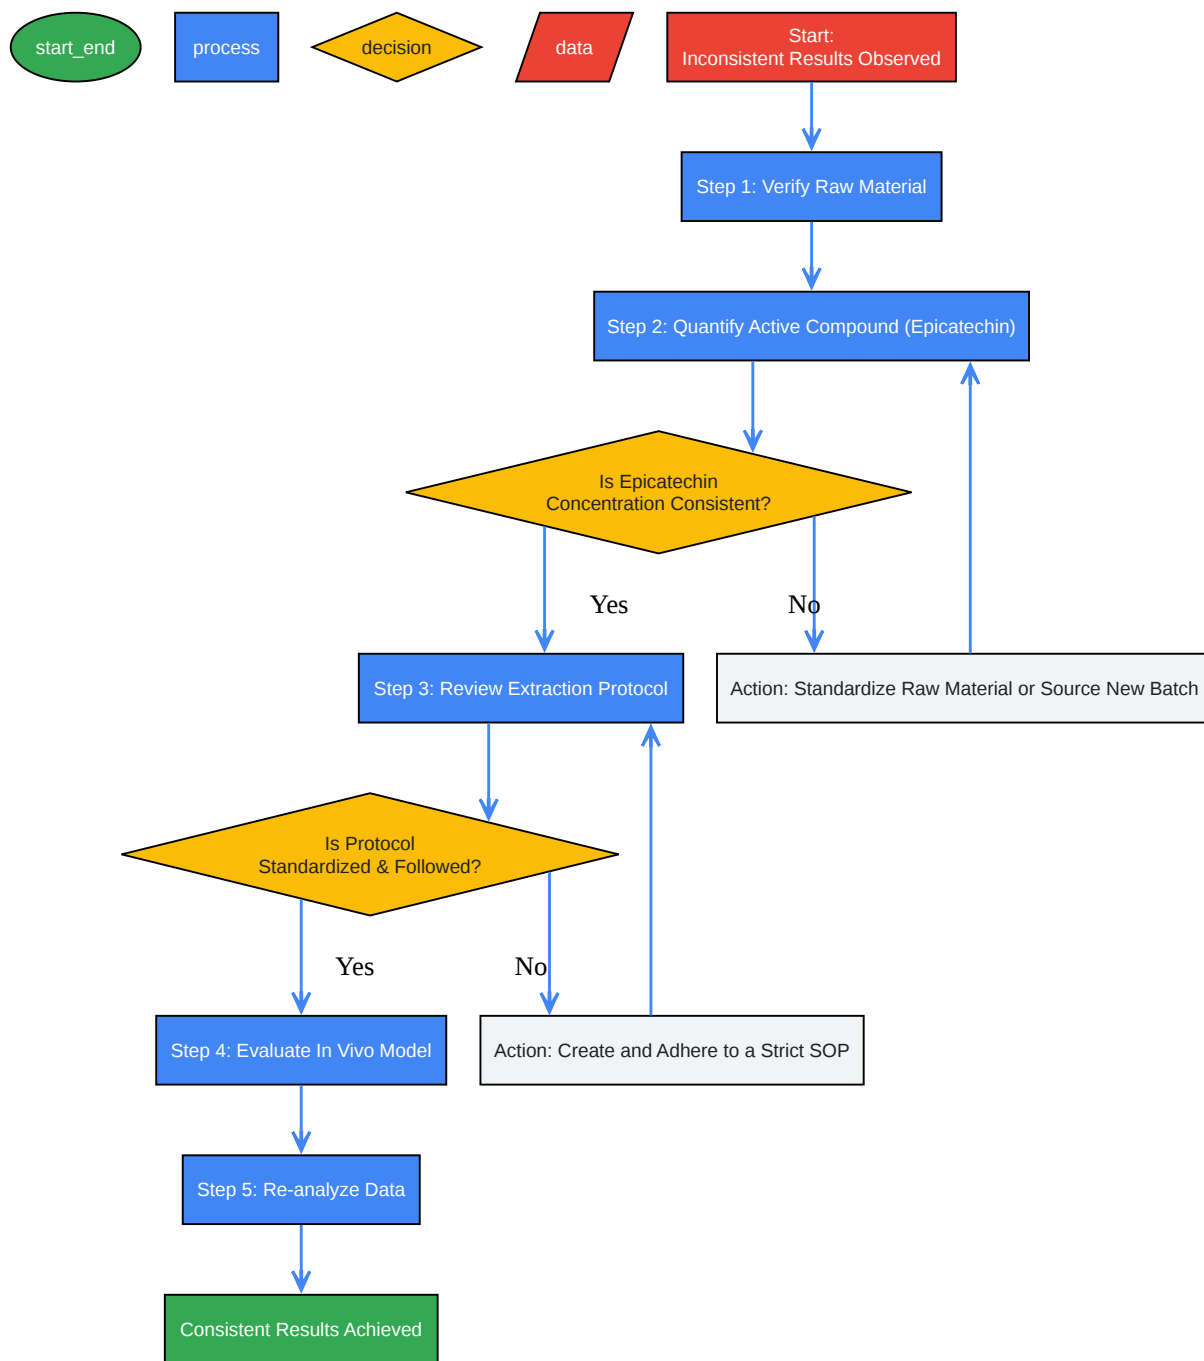 start_end
process
decision
data
Start:
Inconsistent Results Observed
Step 1: Verify Raw Material
Step 2: Quantify Active Compound (Epicatechin)
Is Epicatechin
Concentration Consistent?
Yes
No
Step 3: Review Extraction Protocol
Action: Standardize Raw Material or Source New Batch
Is Protocol
Standardized & Followed?
Yes
No
Step 4: Evaluate In Vivo Model
Action: Create and Adhere to a Strict SOP
Step 5: Re-analyze Data
Consistent Results Achieved